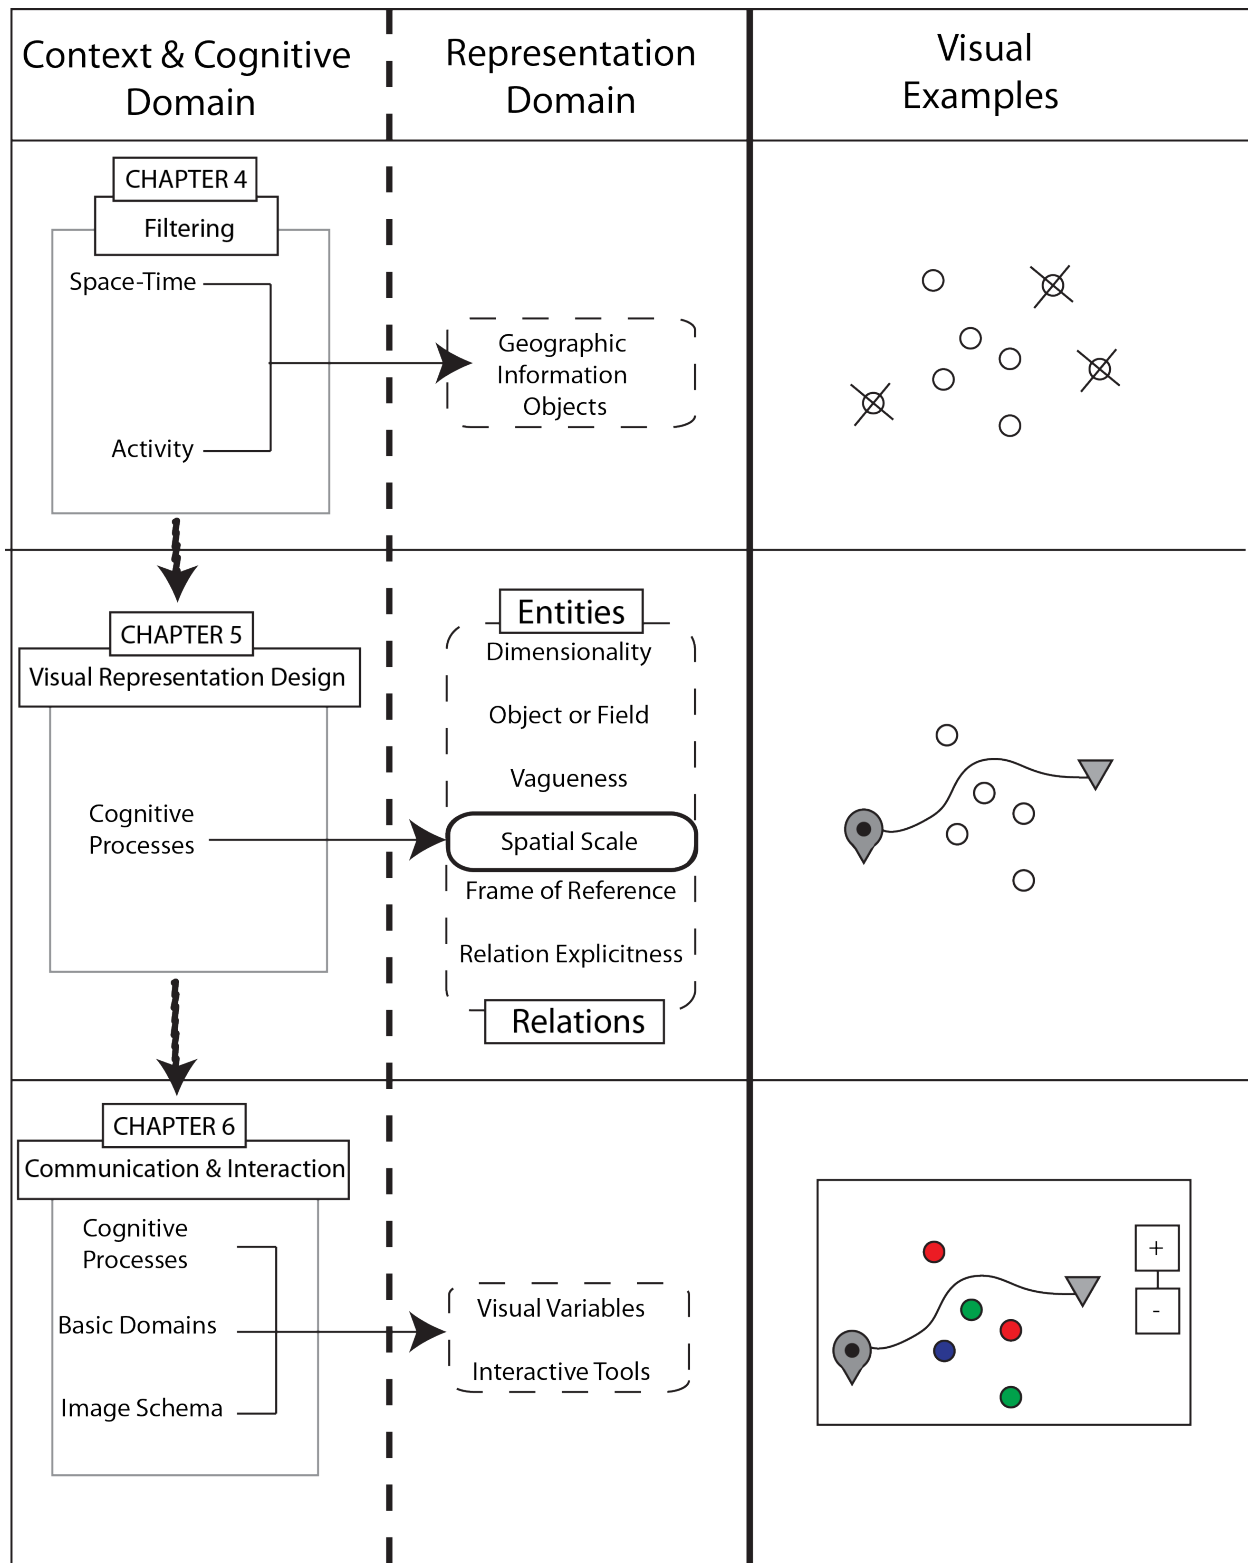 Context & Cognitive
Domain
Representation
Domain
Visual
Examples
CHAPTER 4
Filtering
Space-Time
Activity
Geographic
Information
Objects
CHAPTER 5
Visual Representation Design
Cognitive
Processes
Entities
Dimensionality
Object or Field
Vagueness
Spatial Scale
Frame of Reference
Relation Explicitness
Relations
CHAPTER 6
Communication & Interaction
Cognitive
Processes
Basic Domains
Image Schema
Visual Variables
Interactive Tools
+
-